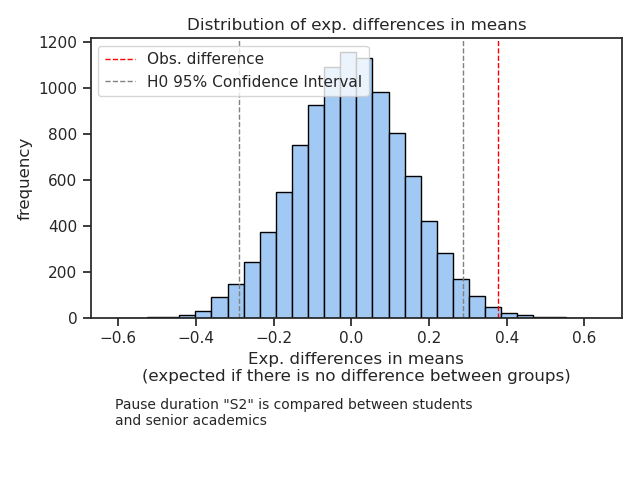 Distribution of exp. differences in means
Obs. difference
H0 95% Confidence Interval
frequency
1200
1000
800
600
400
200
0
−0.6 −0.4 −0.2 0.0 0.2 0.4 0.6
Exp. differences in means
(expected if there is no difference between groups)
Pause duration "S2" is compared between students
and senior academics